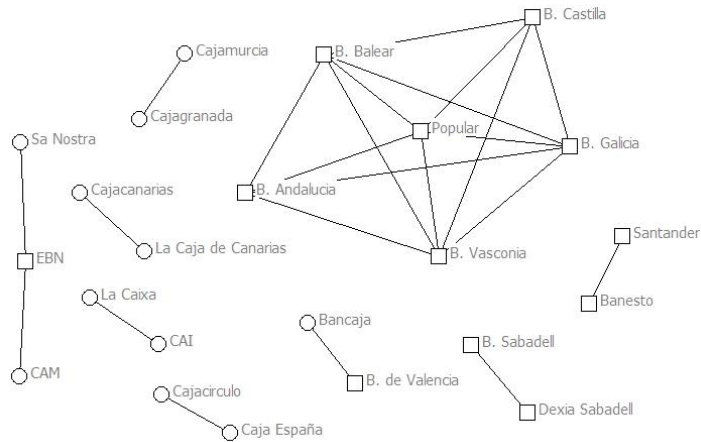 B. Castilla
B. Balear
Cajamurcia
Cajagranada
Popular
Sa Nostra
B. Galicia
Cajacanarias
B. Andalucia
Santander
La Caja de Canarias
EBN
B. Vasconia
La Caixa
Banesto
Bancaja
CAI
B. Sabadell
CAM
B. de Valencia
Cajacirculo
Dexia Sabadell
Caja España